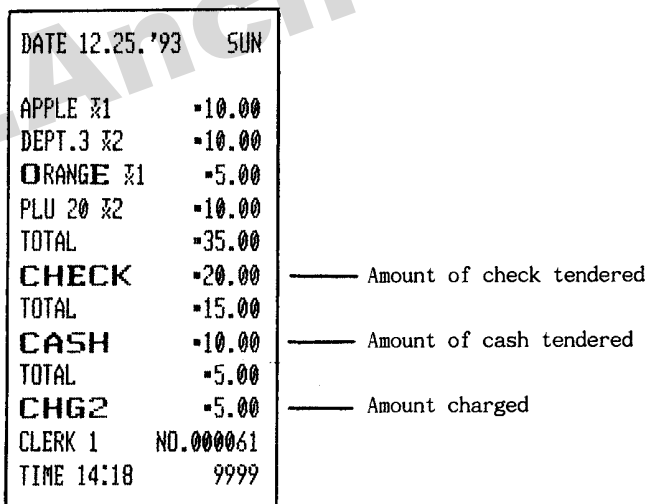 DATE 12.25.'93 SUN
APPLE ※1 ▪10.00
DEPT.3 ※2 ▪10.00
ORANGE ※1 ▪5.00
PLU 20 ※2 ▪10.00
TOTAL ▪35.00
CHECK ▪20.00 Amount of check tendered
TOTAL ▪15.00
CASH ▪10.00 Amount of cash tendered
TOTAL ▪5.00
CHG2 ▪5.00 Amount charged
CLERK 1 NO.000061
TIME 14:18 9999